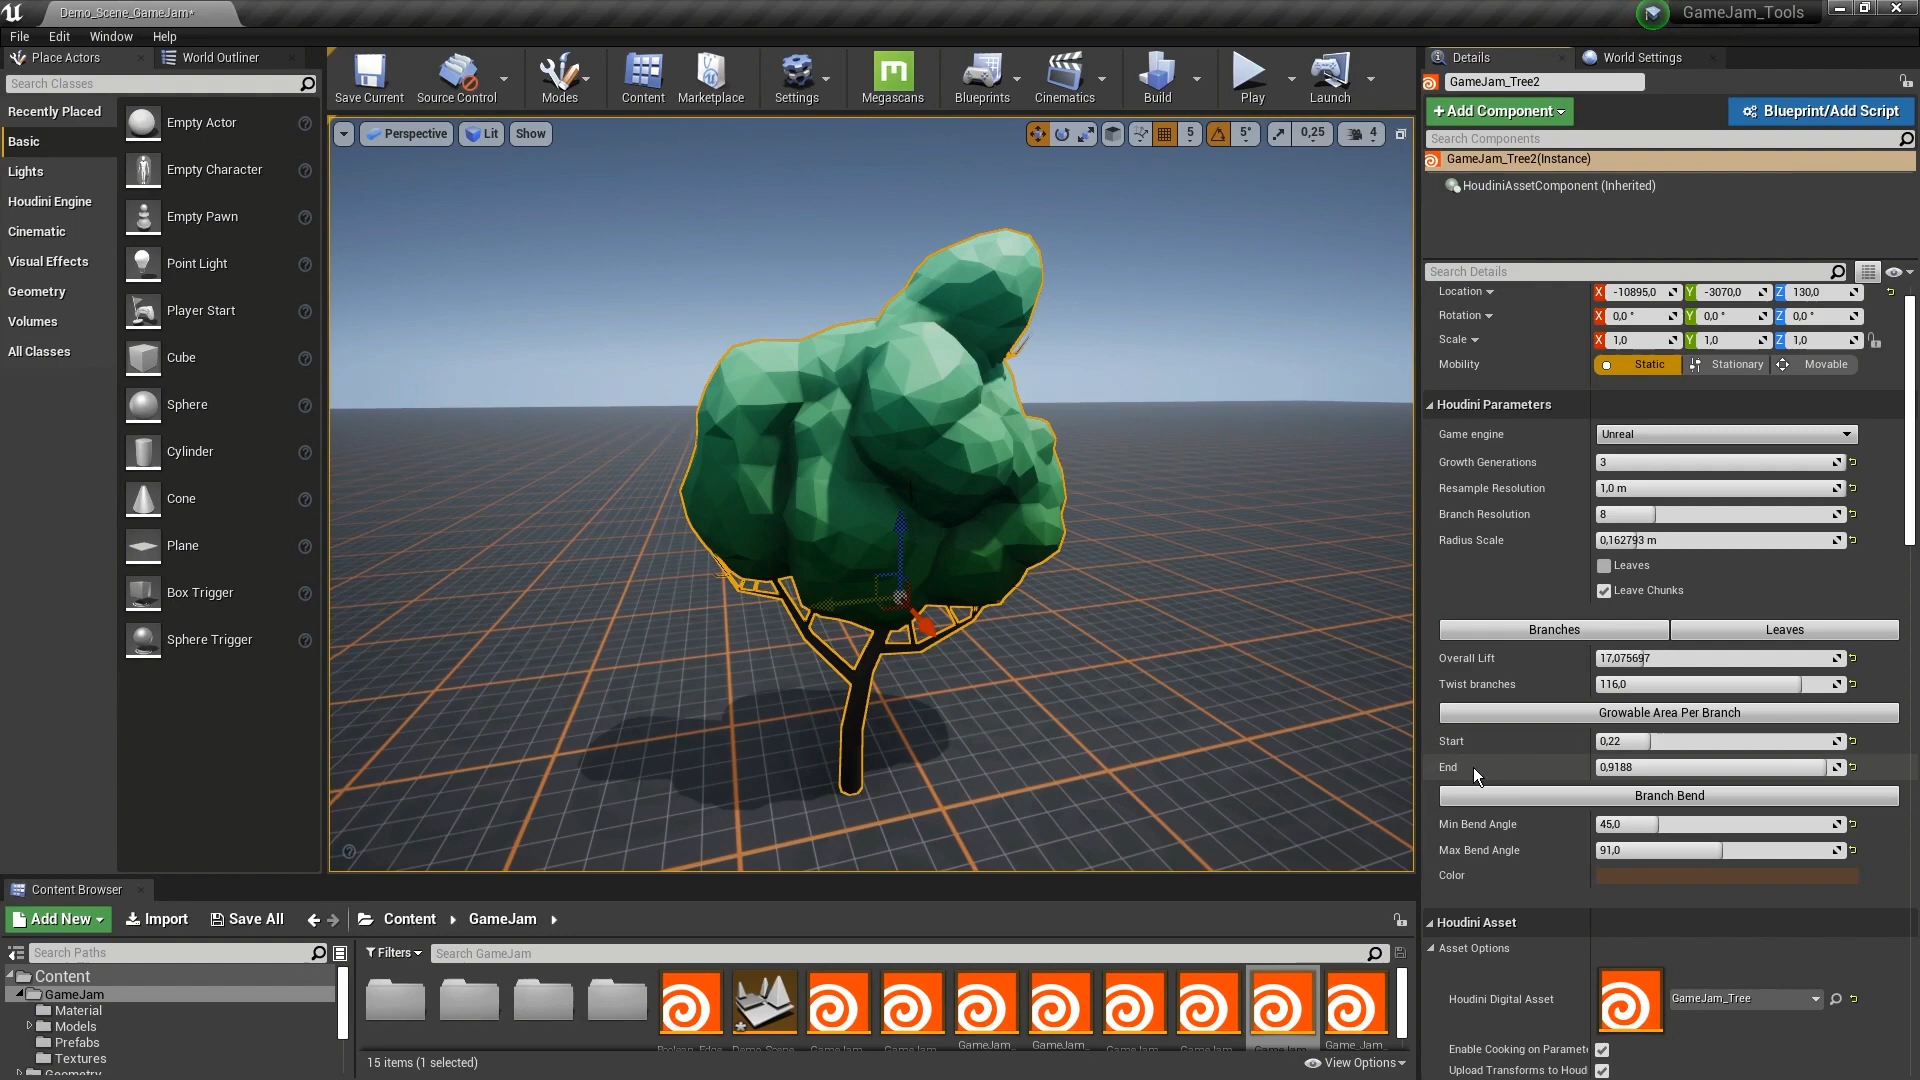 Demo_Scene_GameJam*
GameJam_Tools
File Edit Window Help
Place Actors
World Outliner
Search Classes
Recently Placed
Basic
Lights
Houdini Engine
Cinematic
Visual Effects
Geometry
Volumes
All Classes
Empty Actor
Empty Character
Empty Pawn
Point Light
Player Start
Cube
Sphere
Cylinder
Cone
Plane
Box Trigger
Sphere Trigger
Save Current
Source Control
Modes
Content
Marketplace
Settings
Megascans
Blueprints
Cinematics
Build
Play
Launch
Perspective
Lit
Show
5
5°
0,25
4
Details
World Settings
GameJam_Tree2
+Add Component
Blueprint/Add Script
Search Components
GameJam_Tree2(Instance)
HoudiniAssetComponent (Inherited)
Search Details
Location X -10895,0 Y -3070,0 Z 130,0
Rotation X 0,0 ° Y 0,0 ° Z 0,0 °
Scale X 1,0 Y 1,0 Z 1,0
Mobility Static Stationary Movable
Houdini Parameters
Game engine Unreal
Growth Generations 3
Resample Resolution 1,0 m
Branch Resolution 8
Radius Scale 0,162793 m
Leaves
Leave Chunks
Branches Leaves
Overall Lift 17,075697
Twist branches 116,0
Growable Area Per Branch
Start 0,22
End 0,9188
Branch Bend
Min Bend Angle 45,0
Max Bend Angle 91,0
Color
Houdini Asset
Asset Options
Houdini Digital Asset GameJam_Tree
Enable Cooking on Paramet
Upload Transforms to Houd
Content Browser
Add New Import Save All Content GameJam
Search Paths
Filters
Search GameJam
Content
GameJam
Material
Models
Prefabs
Textures
Geometry
GameJam_
GameJam_
Game_Jam_
15 items (1 selected)
View Options